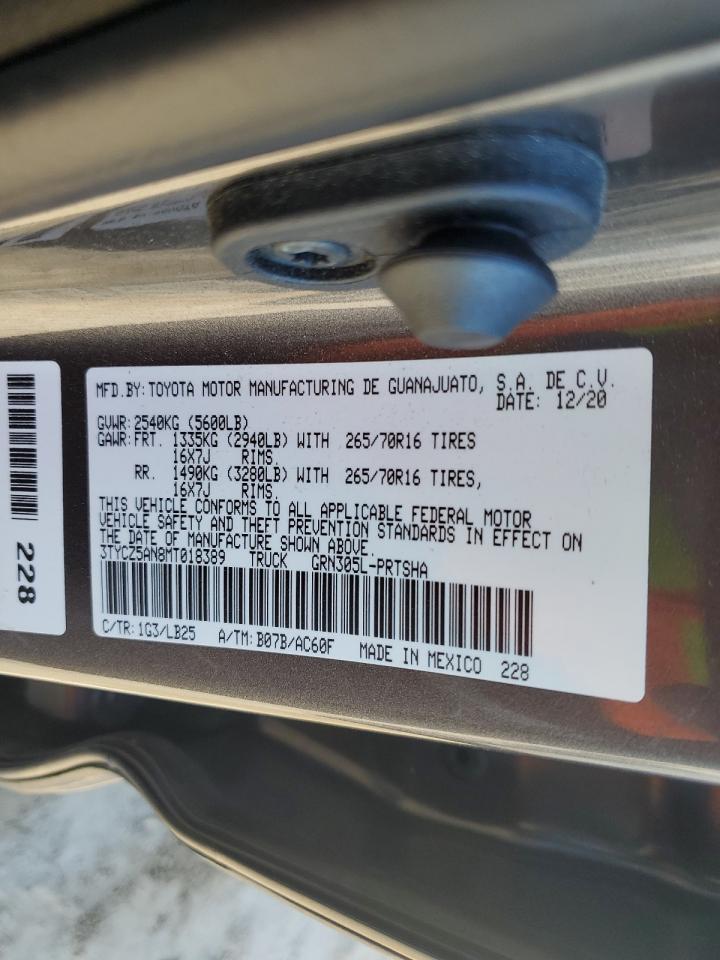 MFD.BY: TOYOTA MOTOR MANUFACTURING DE GUANAJUATO, S.A. DE C.V.
DATE: 12/20
GVWR: 2540KG (5600LB)
GAWR: FRT. 1335KG (2940LB) WITH 265/70R16 TIRES
16X7J RIMS,
RR. 1490KG (3280LB) WITH 265/70R16 TIRES,
16X7J RIMS.
THIS VEHICLE CONFORMS TO ALL APPLICABLE FEDERAL MOTOR
VEHICLE SAFETY AND THEFT PREVENTION STANDARDS IN EFFECT ON
THE DATE OF MANUFACTURE SHOWN ABOVE.
3TYCZ5AN8MT018389 TRUCK GRN305L-PRTSHA
C/TR: 1G3/LB25 A/TM: B07B/AC60F MADE IN MEXICO 228
228